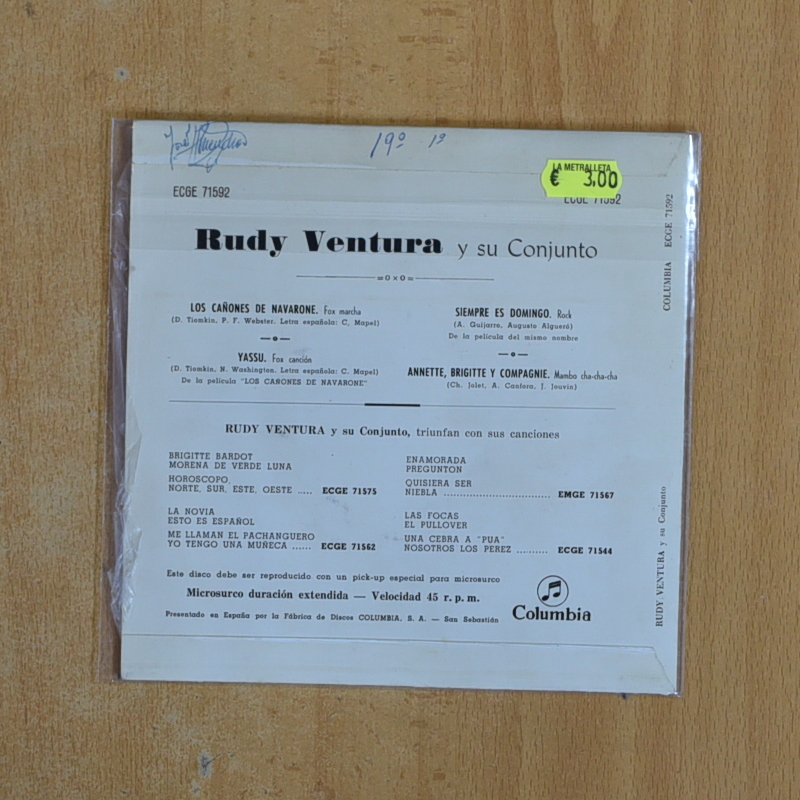 19º 1º
LA METRALLETA
€ 3.00
ECGE 71592
ECGE 71592
Rudy Ventura y su Conjunto
=O×O=
LOS CAÑONES DE NAVARONE. Fox marcha
(D. Tiomkin, P. F. Webster. Letra española: C, Mapel)
YASSU. Fox canción
(D. Tiomkin, N. Washington. Letra española: C. Mapel)
De la película "LOS CAÑONES DE NAVARONE"
SIEMPRE ES DOMINGO. Rock
(A. Guijarro, Augusto Algueró)
De la película del mismo nombre
ANNETTE, BRIGITTE Y COMPAGNIE. Mambo cha-cha-cha
(Ch. Jolet, A. Canfora, J. Jouvin)
RUDY VENTURA y su Conjunto, triunfan con sus canciones
BRIGITTE BARDOT
MORENA DE VERDE LUNA
HOROSCOPO
NORTE, SUR, ESTE, OESTE ..... ECGE 71575
LA NOVIA
ESTO ES ESPAÑOL
ME LLAMAN EL PACHANGUERO
YO TENGO UNA MUÑECA ...... ECGE 71562
ENAMORADA
PREGUNTON
QUISIERA SER
NIEBLA ................................ EMGE 71567
LAS FOCAS
EL PULLOVER
UNA CEBRA A "PUA"
NOSOTROS LOS PEREZ .......... ECGE 71544
Este disco debe ser reproducido con un pick-up especial para microsurco
Microsurco duración extendida — Velocidad 45 r. p. m.
Presentado en España por la Fábrica de Discos COLUMBIA, S. A. — San Sebastián
Columbia
COLUMBIA ECGE 71592
RUDY VENTURA y su Conjunto